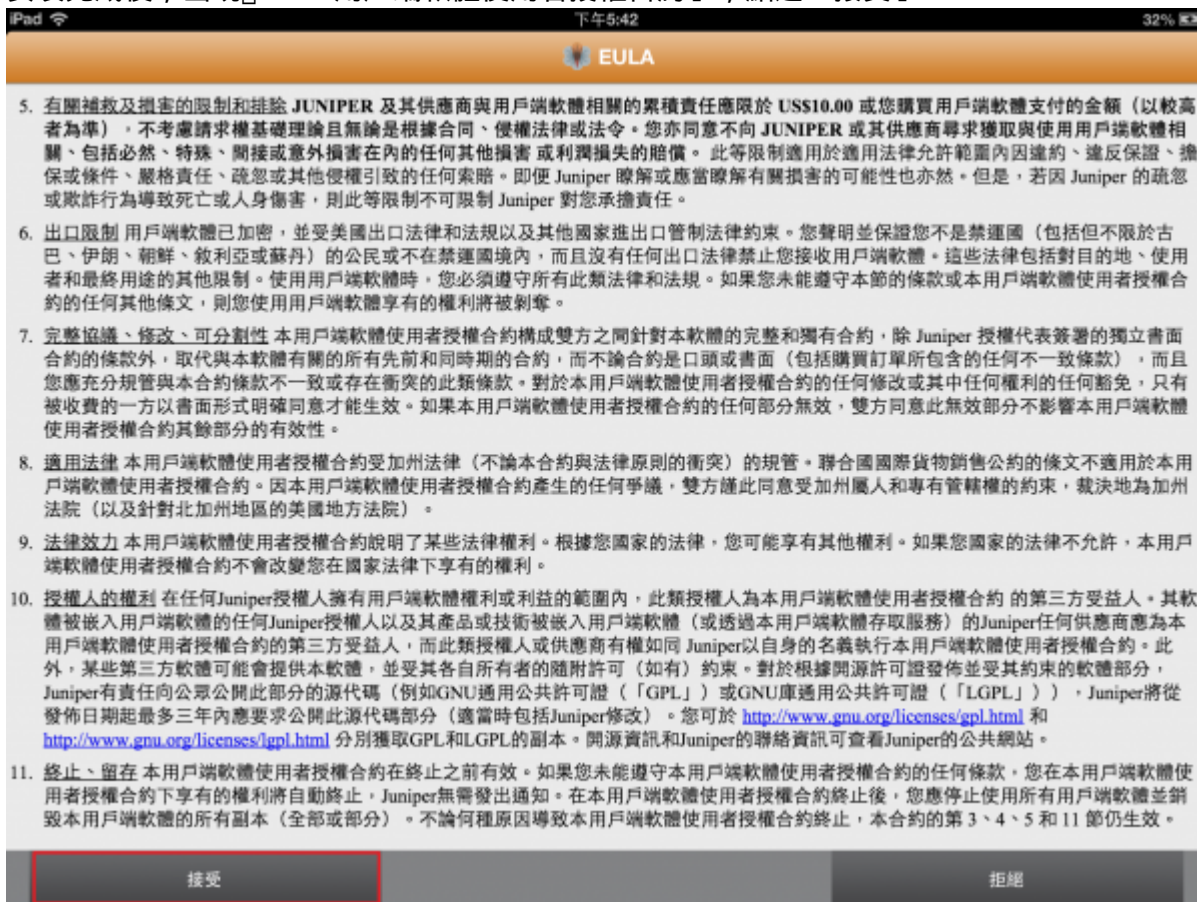 iPad 下午5:42 32%
EULA
5. 有關補救及損害的限制和排除 JUNIPER 及其供應商與用戶端軟體相關的累積責任應限於 US$10.00 或您購買用戶端軟體支付的金額（以較高
者為準），不考慮請求權基礎理論且無論是根據合同、侵權法律或法令。您亦同意不向 JUNIPER 或其供應商尋求獲取與使用用戶端軟體相
關、包括必然、特殊、間接或意外損害在內的任何其他損害 或利潤損失的賠償。 此等限制適用於適用法律允許範圍內因違約、違反保證、擔
保或條件、嚴格責任、疏忽或其他侵權引致的任何索賠。即便 Juniper 瞭解或應當瞭解有關損害的可能性也亦然。但是，若因 Juniper 的疏忽
或欺詐行為導致死亡或人身傷害，則此等限制不可限制 Juniper 對您承擔責任。
6. 出口限制 用戶端軟體已加密，並受美國出口法律和法規以及其他國家進出口管制法律約束。您聲明並保證您不是禁運國（包括但不限於古
巴、伊朗、朝鮮、敘利亞或蘇丹）的公民或不在禁運國境內，而且沒有任何出口法律禁止您接收用戶端軟體。這些法律包括對目的地、使用
者和最終用途的其他限制。使用用戶端軟體時，您必須遵守所有此類法律和法規。如果您未能遵守本節的條款或本用戶端軟體使用者授權合
約的任何其他條文，則您使用用戶端軟體享有的權利將被剝奪。
7. 完整協議、修改、可分割性 本用戶端軟體使用者授權合約構成雙方之間針對本軟體的完整和獨有合約，除 Juniper 授權代表簽署的獨立書面
合約的條款外，取代與本軟體有關的所有先前和同時期的合約，而不論合約是口頭或書面（包括購買訂單所包含的任何不一致條款），而且
您應充分規管與本合約條款不一致或存在衝突的此類條款。對於本用戶端軟體使用者授權合約的任何修改或其中任何權利的任何豁免，只有
被收費的一方以書面形式明確同意才能生效。如果本用戶端軟體使用者授權合約的任何部分無效，雙方同意此無效部分不影響本用戶端軟體
使用者授權合約其餘部分的有效性。
8. 適用法律 本用戶端軟體使用者授權合約受加州法律（不論本合約與法律原則的衝突）的規管。聯合國國際貨物銷售公約的條文不適用於本用
戶端軟體使用者授權合約。因本用戶端軟體使用者授權合約產生的任何爭議，雙方謹此同意受加州屬人和專有管轄權的約束，裁決地為加州
法院（以及針對北加州地區的美國地方法院）。
9. 法律效力 本用戶端軟體使用者授權合約說明了某些法律權利。根據您國家的法律，您可能享有其他權利。如果您國家的法律不允許，本用戶
端軟體使用者授權合約不會改變您在國家法律下享有的權利。
10. 授權人的權利 在任何Juniper授權人擁有用戶端軟體權利或利益的範圍內，此類授權人為本用戶端軟體使用者授權合約 的第三方受益人。其軟
體被嵌入用戶端軟體的任何Juniper授權人以及其產品或技術被嵌入用戶端軟體（或透過本用戶端軟體存取服務）的Juniper任何供應商應為本
用戶端軟體使用者授權合約的第三方受益人，而此類授權人或供應商有權如同 Juniper以自身的名義執行本用戶端軟體使用者授權合約。此
外，某些第三方軟體可能會提供本軟體，並受其各自所有者的隨附許可（如有）約束。對於根據開源許可證發佈並受其約束的軟體部分，
Juniper有責任向公眾公開此部分的源代碼（例如GNU通用公共許可證（「GPL」）或GNU庫通用公共許可證（「LGPL」）），Juniper將從
發佈日期起最多三年內應要求公開此源代碼部分（適當時包括Juniper修改）。您可於 http://www.gnu.org/licenses/gpl.html 和
http://www.gnu.org/licenses/lgpl.html 分別獲取GPL和LGPL的副本。開源資訊和Juniper的聯絡資訊可查看Juniper的公共網站。
11. 終止、留存 本用戶端軟體使用者授權合約在終止之前有效。如果您未能遵守本用戶端軟體使用者授權合約的任何條款，您在本用戶端軟體使
用者授權合約下享有的權利將自動終止，Juniper無需發出通知。在本用戶端軟體使用者授權合約終止後，您應停止使用所有用戶端軟體並銷
毀本用戶端軟體的所有副本（全部或部分）。不論何種原因導致本用戶端軟體使用者授權合約終止，本合約的第 3、4、5 和 11 節仍生效。
接受 拒絕